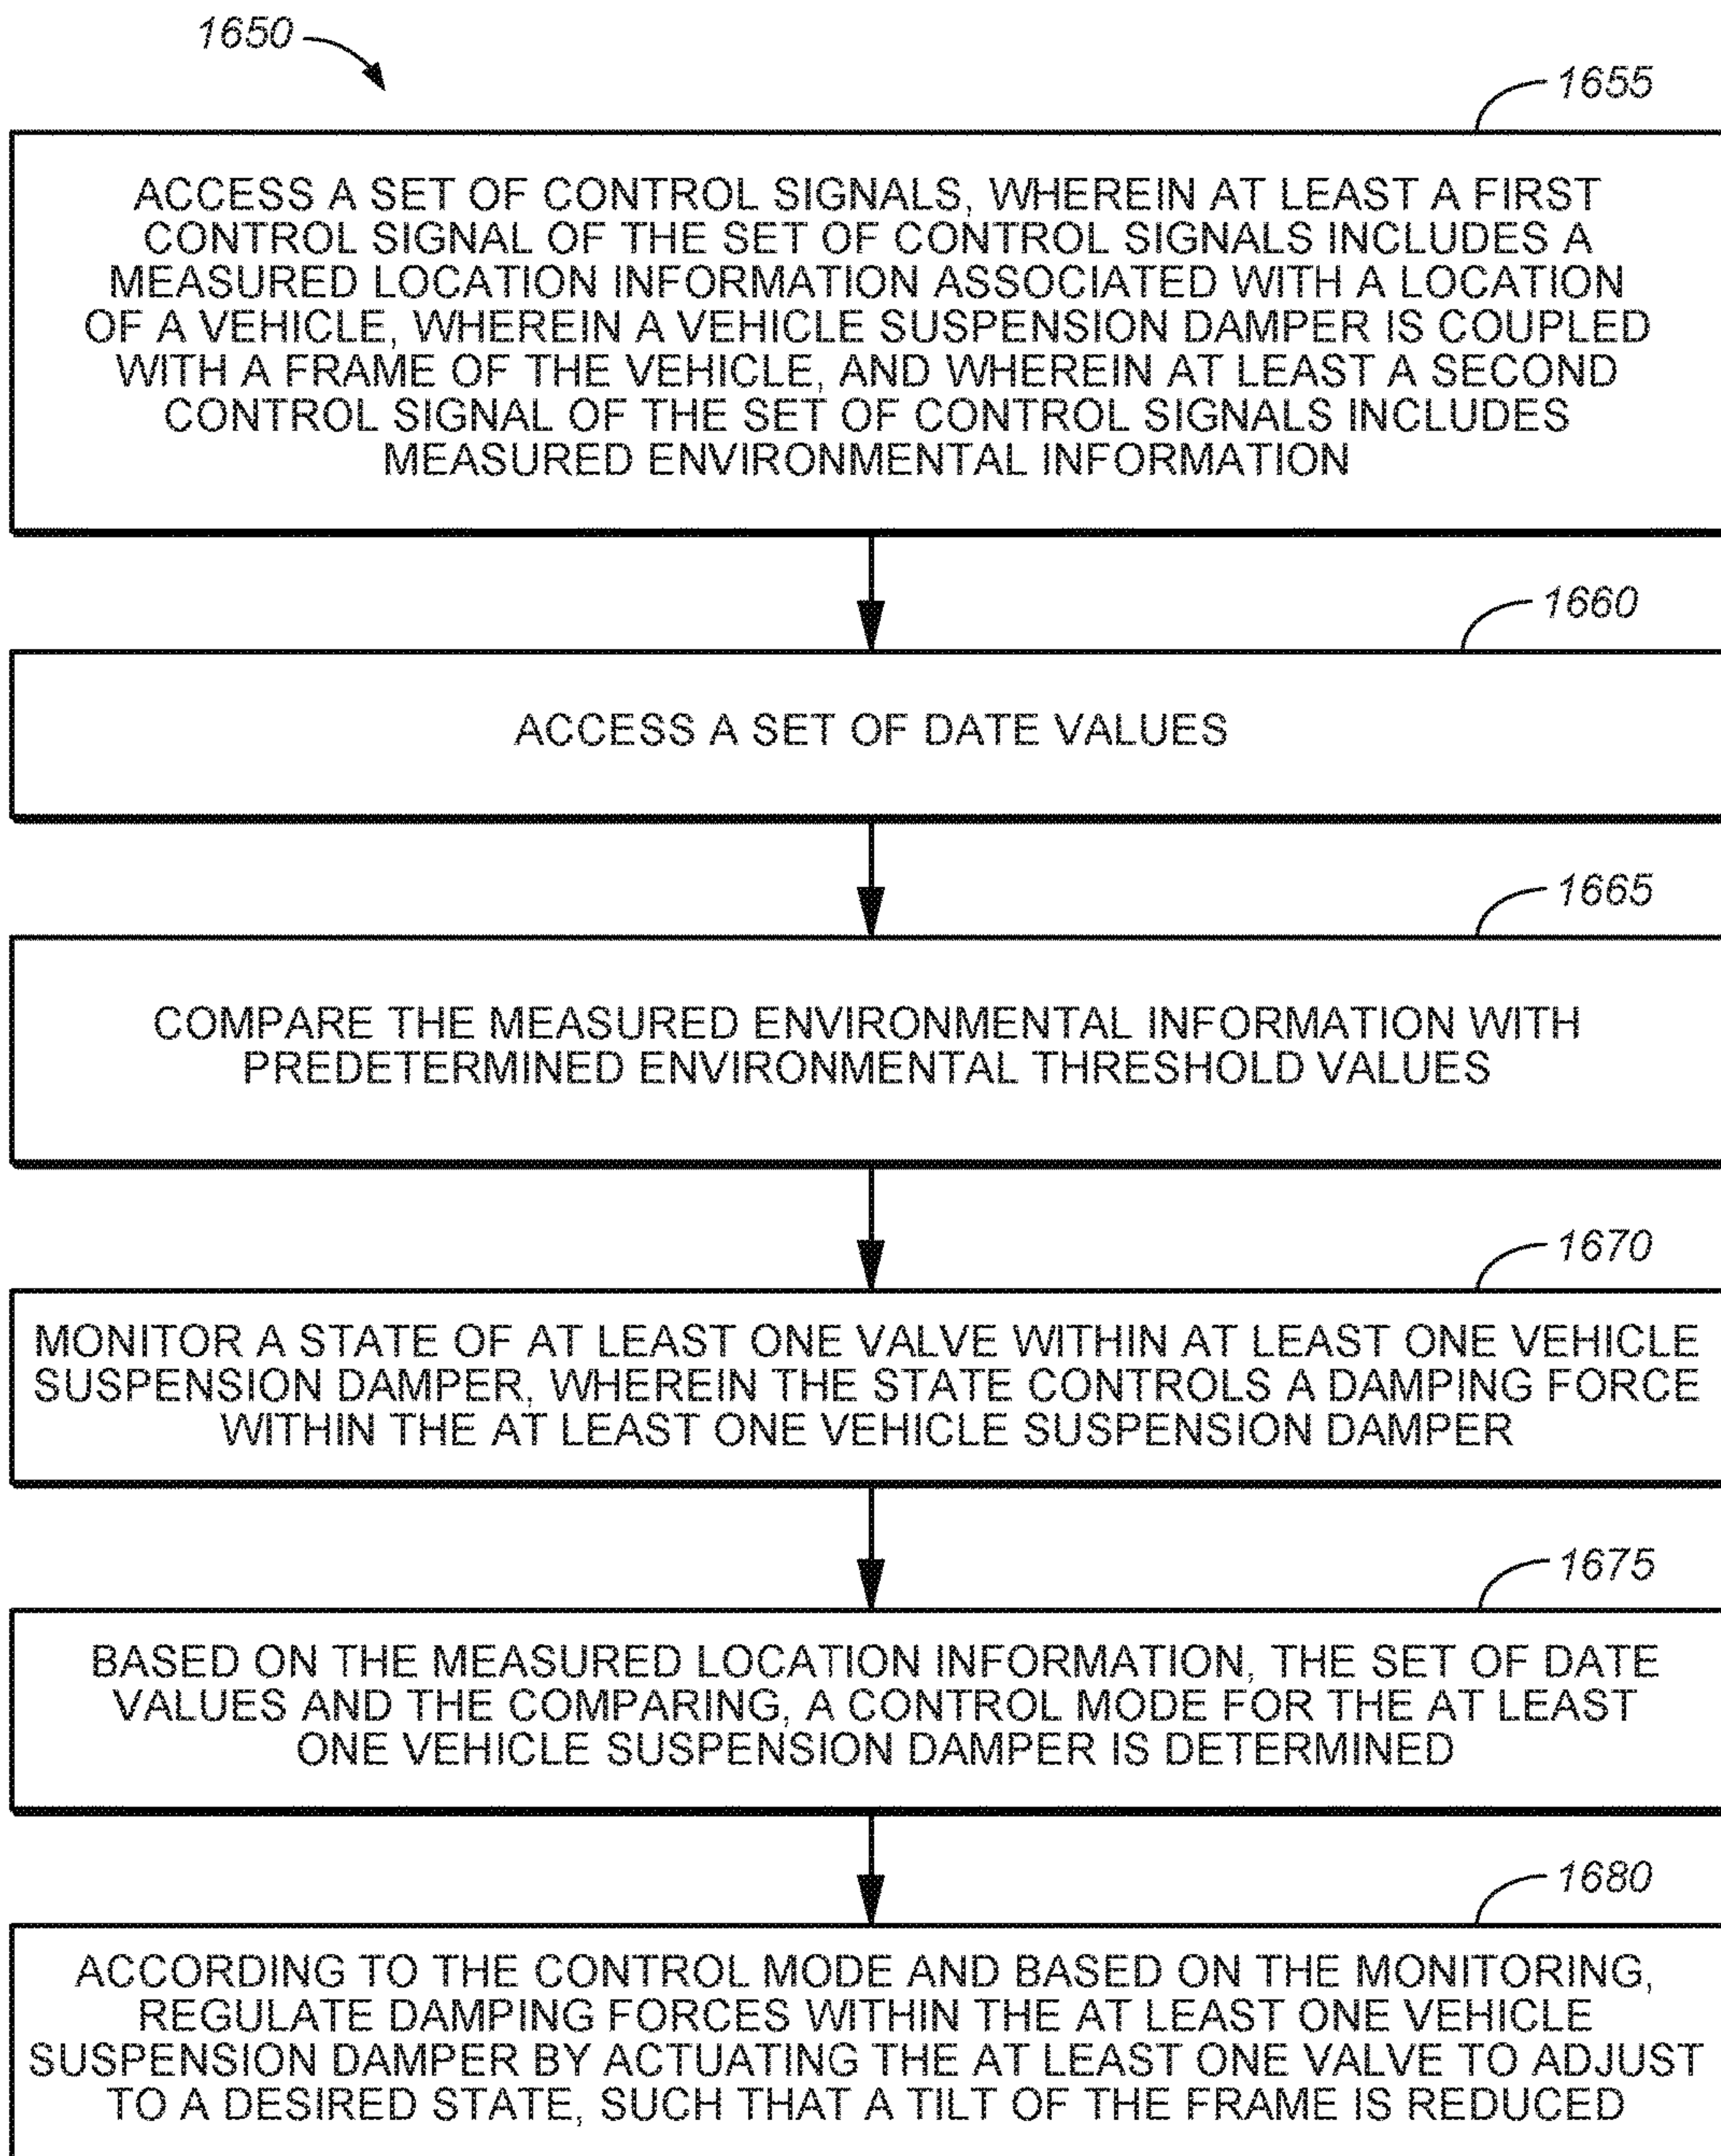 1650
1655
ACCESS A SET OF CONTROL SIGNALS, WHEREIN AT LEAST A FIRST
CONTROL SIGNAL OF THE SET OF CONTROL SIGNALS INCLUDES A
MEASURED LOCATION INFORMATION ASSOCIATED WITH A LOCATION
OF A VEHICLE, WHEREIN A VEHICLE SUSPENSION DAMPER IS COUPLED
WITH A FRAME OF THE VEHICLE, AND WHEREIN AT LEAST A SECOND
CONTROL SIGNAL OF THE SET OF CONTROL SIGNALS INCLUDES
MEASURED ENVIRONMENTAL INFORMATION
1660
ACCESS A SET OF DATE VALUES
1665
COMPARE THE MEASURED ENVIRONMENTAL INFORMATION WITH
PREDETERMINED ENVIRONMENTAL THRESHOLD VALUES
1670
MONITOR A STATE OF AT LEAST ONE VALVE WITHIN AT LEAST ONE VEHICLE
SUSPENSION DAMPER, WHEREIN THE STATE CONTROLS A DAMPING FORCE
WITHIN THE AT LEAST ONE VEHICLE SUSPENSION DAMPER
1675
BASED ON THE MEASURED LOCATION INFORMATION, THE SET OF DATE
VALUES AND THE COMPARING, A CONTROL MODE FOR THE AT LEAST
ONE VEHICLE SUSPENSION DAMPER IS DETERMINED
1680
ACCORDING TO THE CONTROL MODE AND BASED ON THE MONITORING,
REGULATE DAMPING FORCES WITHIN THE AT LEAST ONE VEHICLE
SUSPENSION DAMPER BY ACTUATING THE AT LEAST ONE VALVE TO ADJUST
TO A DESIRED STATE, SUCH THAT A TILT OF THE FRAME IS REDUCED